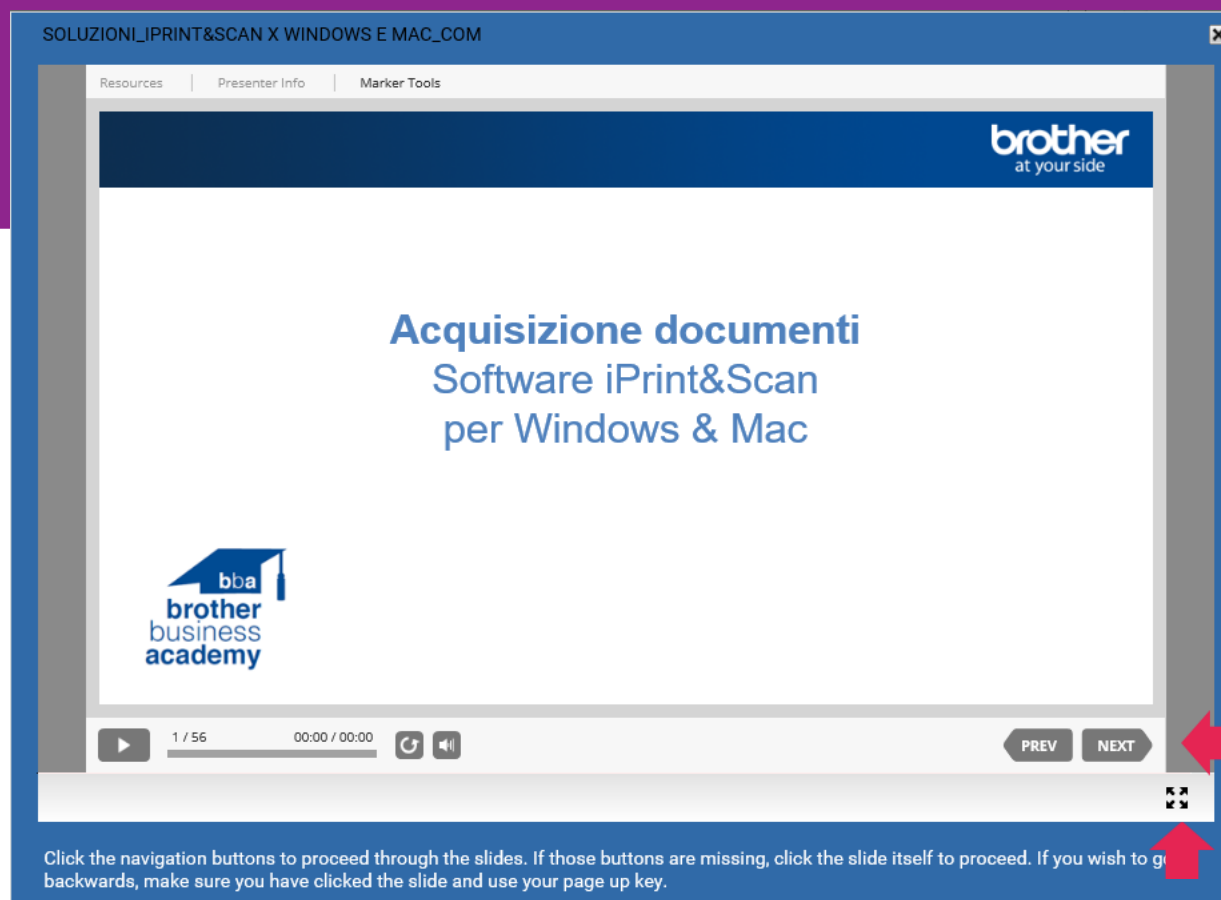 SOLUZIONI_IPRINT&SCAN X WINDOWS E MAC_COM
Resources
Presenter Info
Marker Tools
brother
at your side
Acquisizione documenti
Software iPrint&Scan
per Windows & Mac
bba
brother
business
academy
1 / 56
00:00 / 00:00
PREV
NEXT
Click the navigation buttons to proceed through the slides. If those buttons are missing, click the slide itself to proceed. If you wish to
backwards, make sure you have clicked the slide and use your page up key.